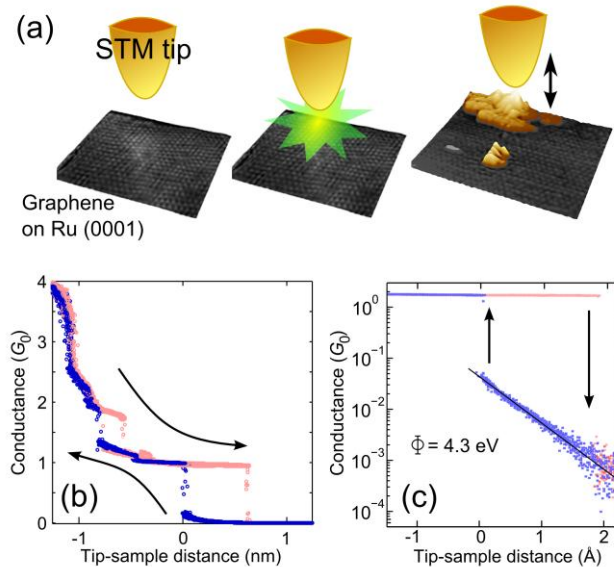 (a)
STM tip
Graphene
on Ru (0001)
Conductance (G₀)
4
3
2
1
0
-1
0
1
Tip-sample distance (nm)
(b)
Conductance (G₀)
10⁰
10⁻¹
10⁻²
10⁻³
10⁻⁴
Φ = 4.3 eV
-1
0
1
2
Tip-sample distance (Å)
(c)